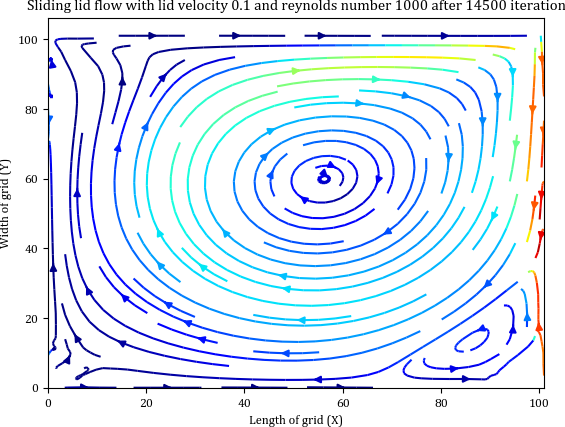 Sliding lid flow with lid velocity 0.1 and reynolds number 1000 after 14500 iteration
100
80
60
40
20
0
Width of grid (Y)
0 20 40 60 80 100
Length of grid (X)